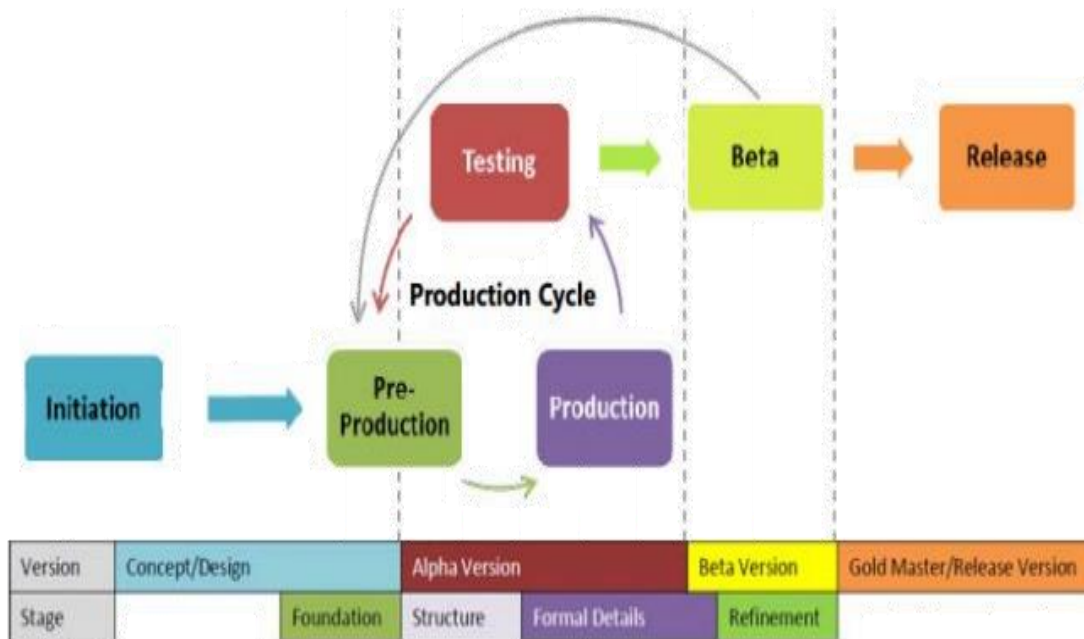 Testing
Beta
Release
Production Cycle
Initiation
Pre-
Production
Production
Version Concept/Design Alpha Version Beta Version Gold Master/Release Version
Stage Foundation Structure Formal Details Refinement